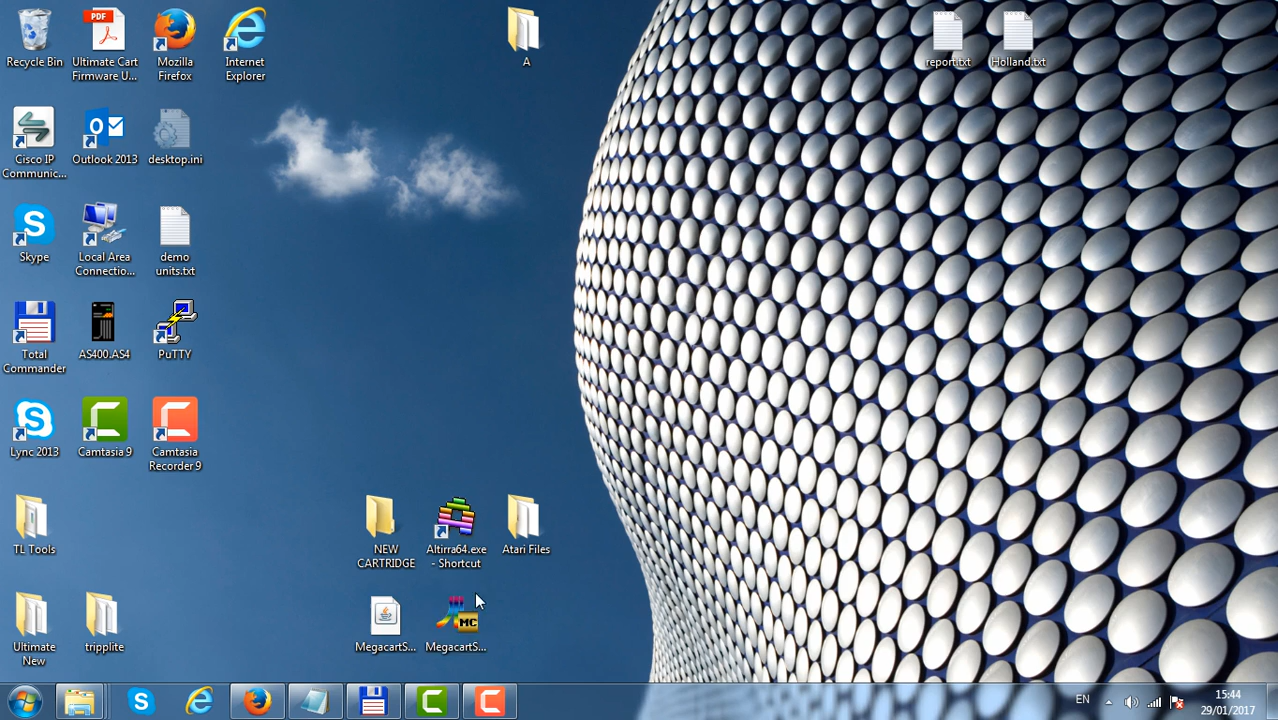 Recycle Bin
PDF
Ultimate Cart
Firmware U...
Mozilla
Firefox
Internet
Explorer
A
report.txt
Holland.txt
Cisco IP
Communic...
Outlook 2013
desktop.ini
Skype
Local Area
Connectio...
demo
units.txt
Total
Commander
AS400.AS4
PuTTY
Lync 2013
Camtasia 9
Camtasia
Recorder 9
TL Tools
NEW
CARTRIDGE
Altirra64.exe
- Shortcut
Atari Files
Ultimate
New
tripplite
MegacartS...
MC
MegacartS...
EN
15:44
29/01/2017